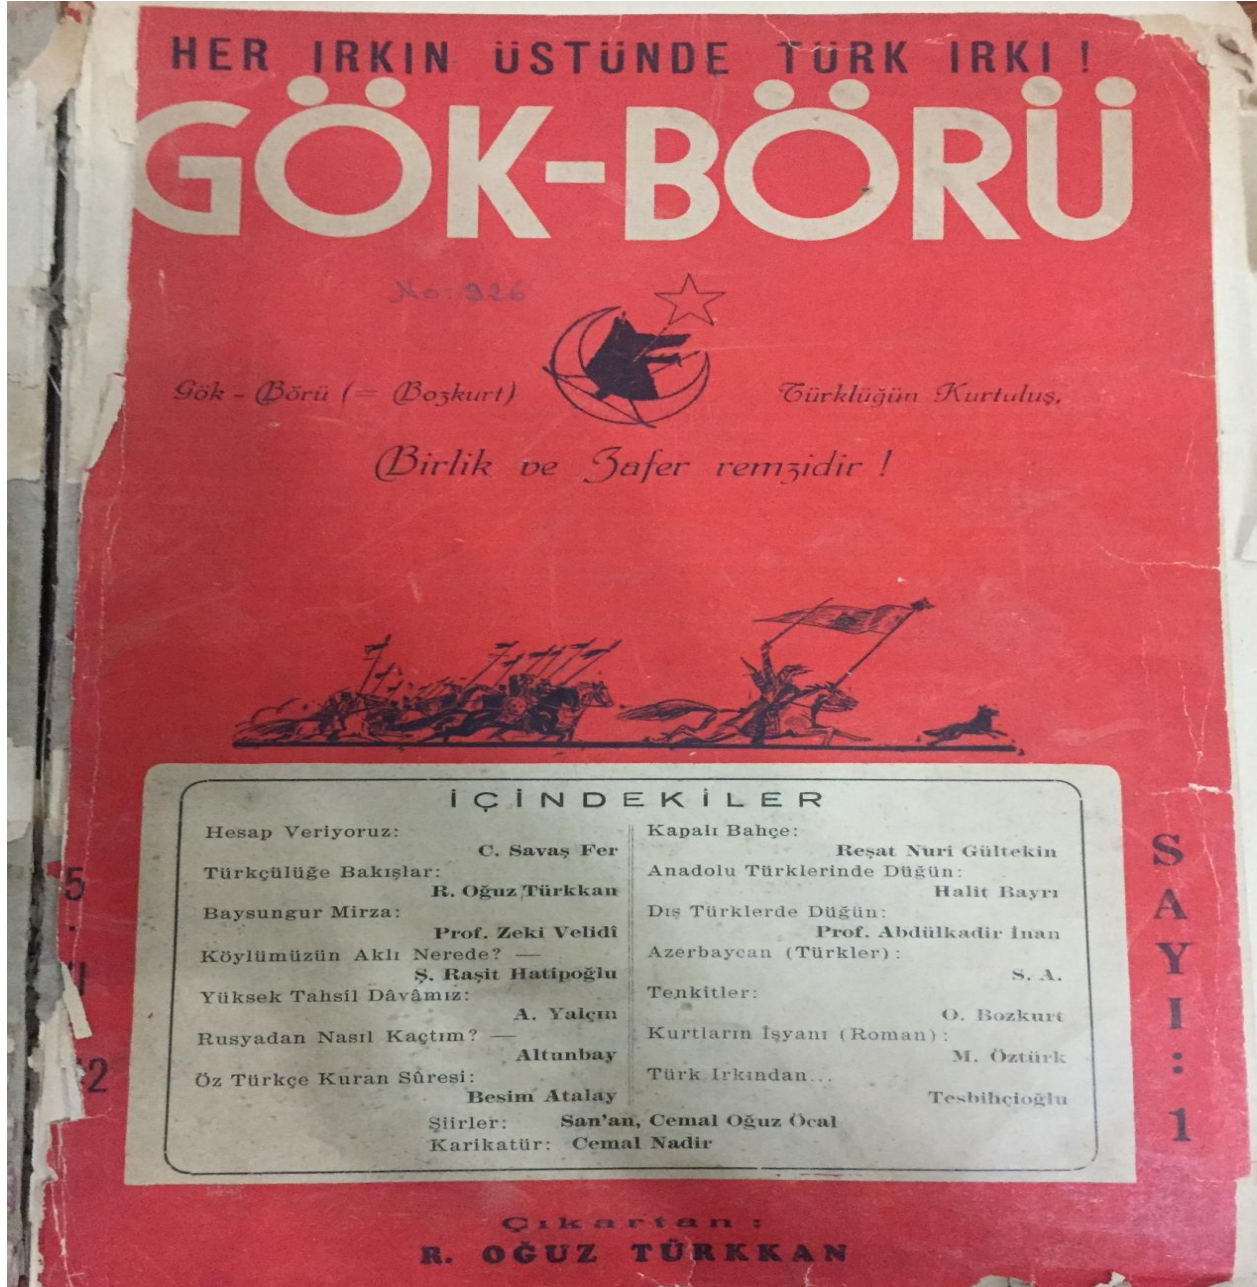 HER IRKIN ÜSTÜNDE TÜRK IRKI !
GÖK-BÖRÜ
No. 926
Gök - Börü (= Bozkurt) Türklüğün Kurtuluş,
Birlik ve Zafer remzidir !
İÇİNDEKİLER
Hesap Veriyoruz:
C. Savaş Fer
Türkçülüğe Bakışlar:
R. Oğuz Türkkan
Baysungur Mirza:
Prof. Zeki Velidî
Köylümüzün Aklı Nerede? —
Ş. Raşit Hatipoğlu
Yüksek Tahsil Dâvâmız:
A. Yalçın
Rusyadan Nasıl Kaçtım? —
Altunbay
Öz Türkçe Kuran Sûresi:
Besim Atalay
Kapalı Bahçe:
Reşat Nuri Gültekin
Anadolu Türklerinde Düğün:
Halit Bayrı
Dış Türklerde Düğün:
Prof. Abdülkadir İnan
Azerbaycan (Türkler) :
S. A.
Tenkitler:
O. Bozkurt
Kurtların İşyanı (Roman) :
M. Öztürk
Türk Irkından...
Tesbihçioğlu
Şiirler: San'an, Cemal Oğuz Öcal
Karikatür: Cemal Nadir
5
2
SAYI: 1
Çıkartan :
R. OĞUZ TÜRKKAN